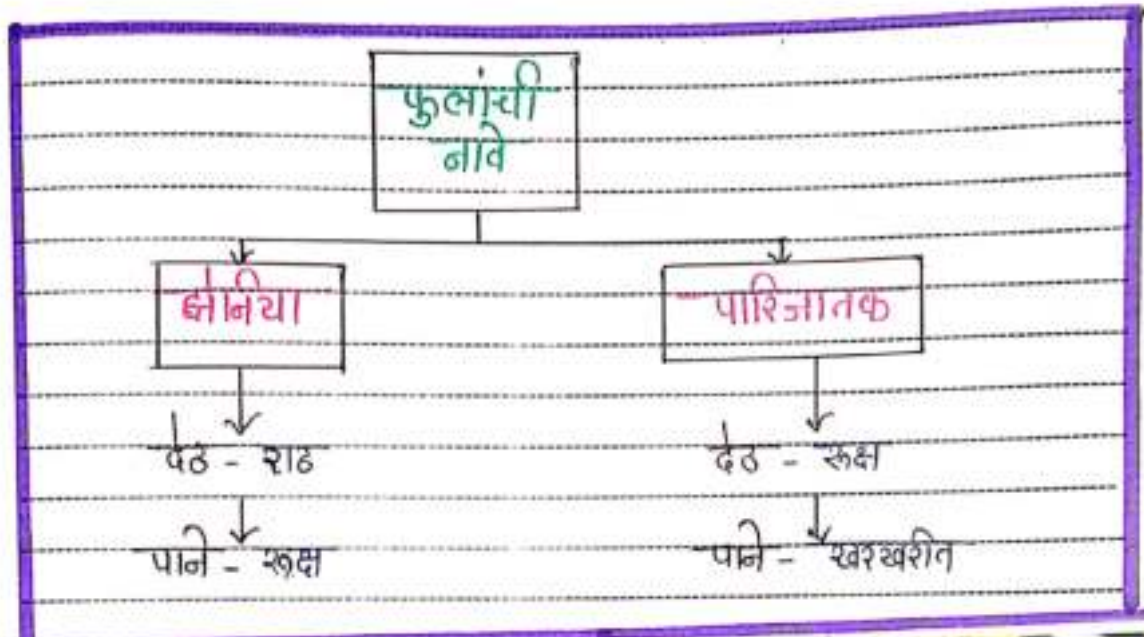 फुलांची
नावे
झेनिया
पारिजातक
देठ - राठ
देठ - रुक्ष
पाने - रुक्ष
पाने - खरखरीत